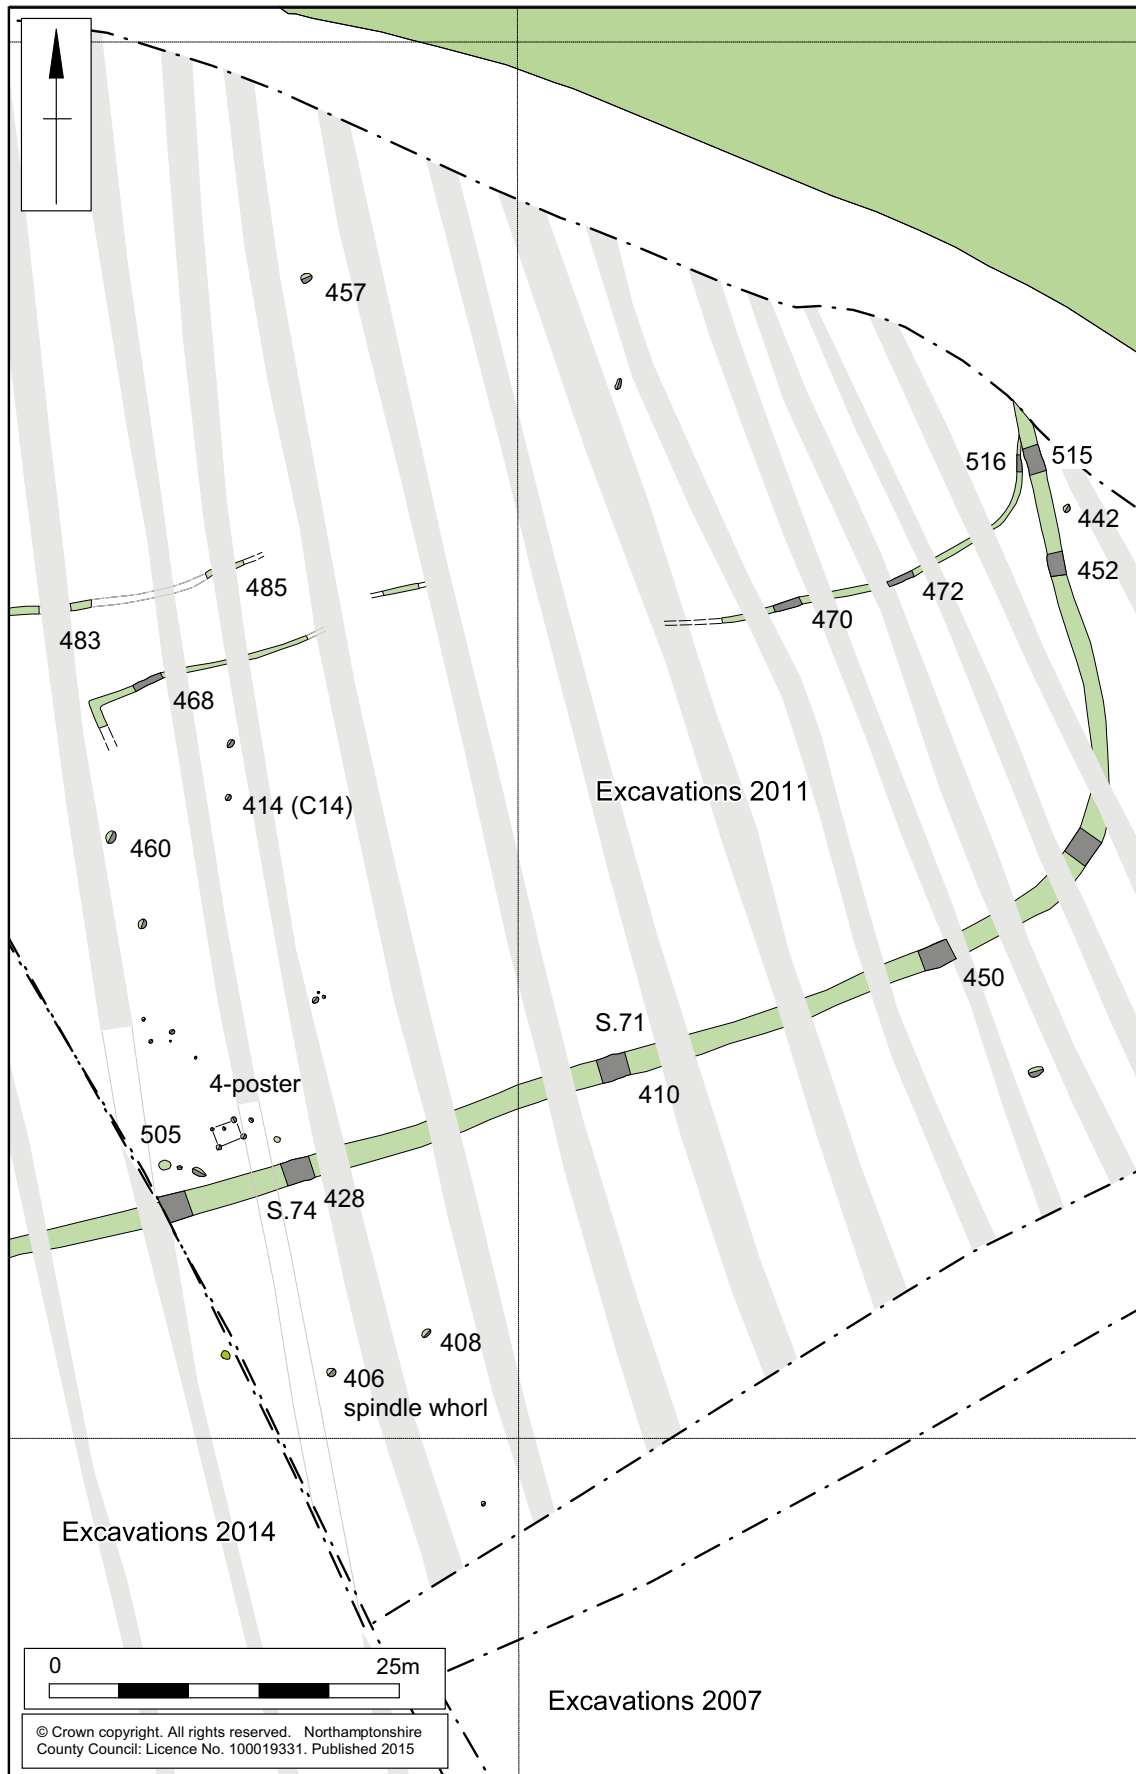 457
516
515
442
452
485
472
470
483
468
Excavations 2011
414 (C14)
460
450
S.71
410
4-poster
505
428
S.74
408
406
spindle whorl
Excavations 2014
0 25m
Excavations 2007
© Crown copyright. All rights reserved. Northamptonshire
County Council: Licence No. 100019331. Published 2015